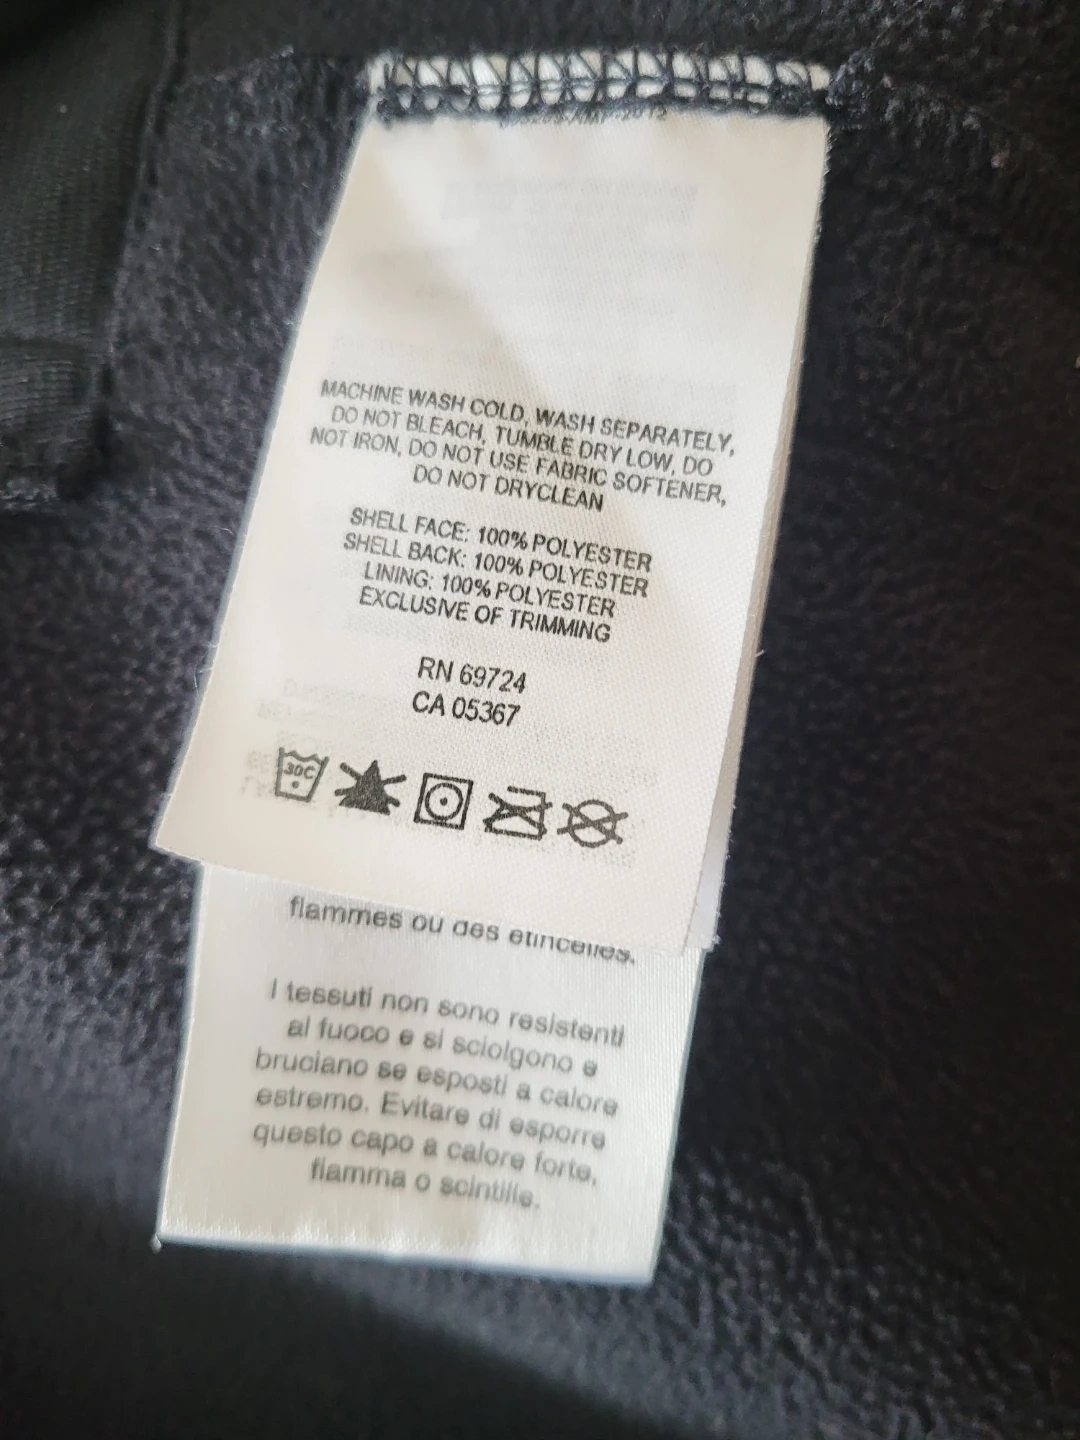 MACHINE WASH COLD, WASH SEPARATELY,
DO NOT BLEACH, TUMBLE DRY LOW, DO
NOT IRON, DO NOT USE FABRIC SOFTENER,
DO NOT DRYCLEAN
SHELL FACE: 100% POLYESTER
SHELL BACK: 100% POLYESTER
LINING: 100% POLYESTER
EXCLUSIVE OF TRIMMING
RN 69724
CA 05367
30C
flammes ou des étincelles.
I tessuti non sono resistenti
al fuoco e si sciolgono e
bruciano se esposti a calore
estremo. Evitare di esporre
questo capo a calore forte,
fiamma o scintille.